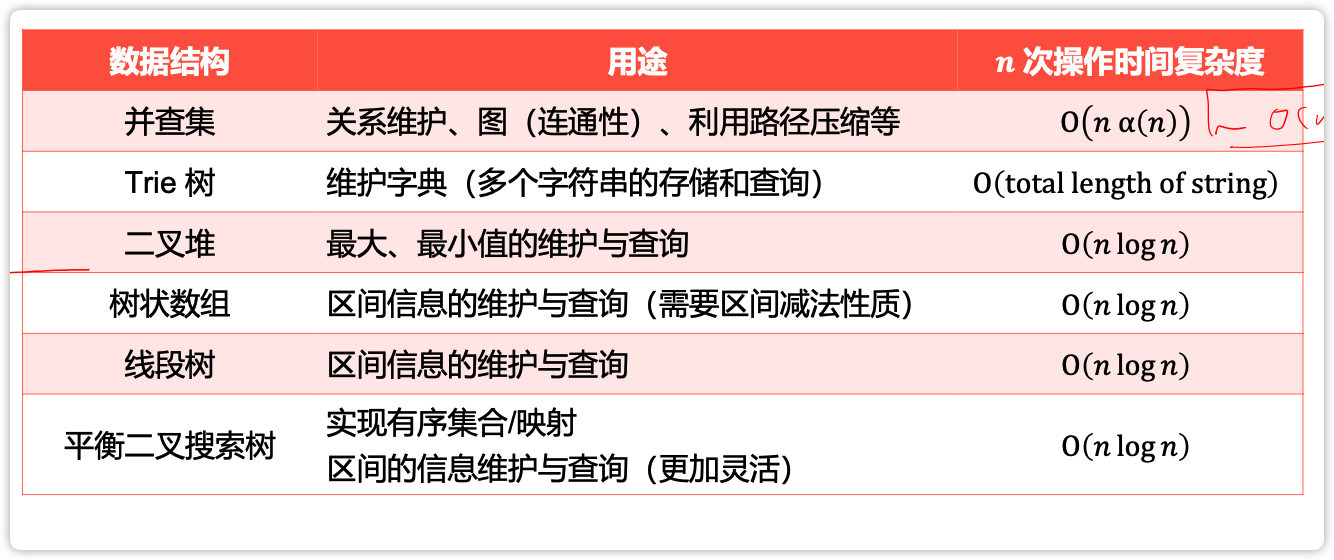 数据结构 用途 n 次操作时间复杂度
并查集 关系维护、图（连通性）、利用路径压缩等 O(n α(n))
Trie 树 维护字典（多个字符串的存储和查询） O(total length of string)
二叉堆 最大、最小值的维护与查询 O(n log n)
树状数组 区间信息的维护与查询（需要区间减法性质） O(n log n)
线段树 区间信息的维护与查询 O(n log n)
平衡二叉搜索树 实现有序集合/映射 O(n log n)
区间的信息维护与查询（更加灵活）